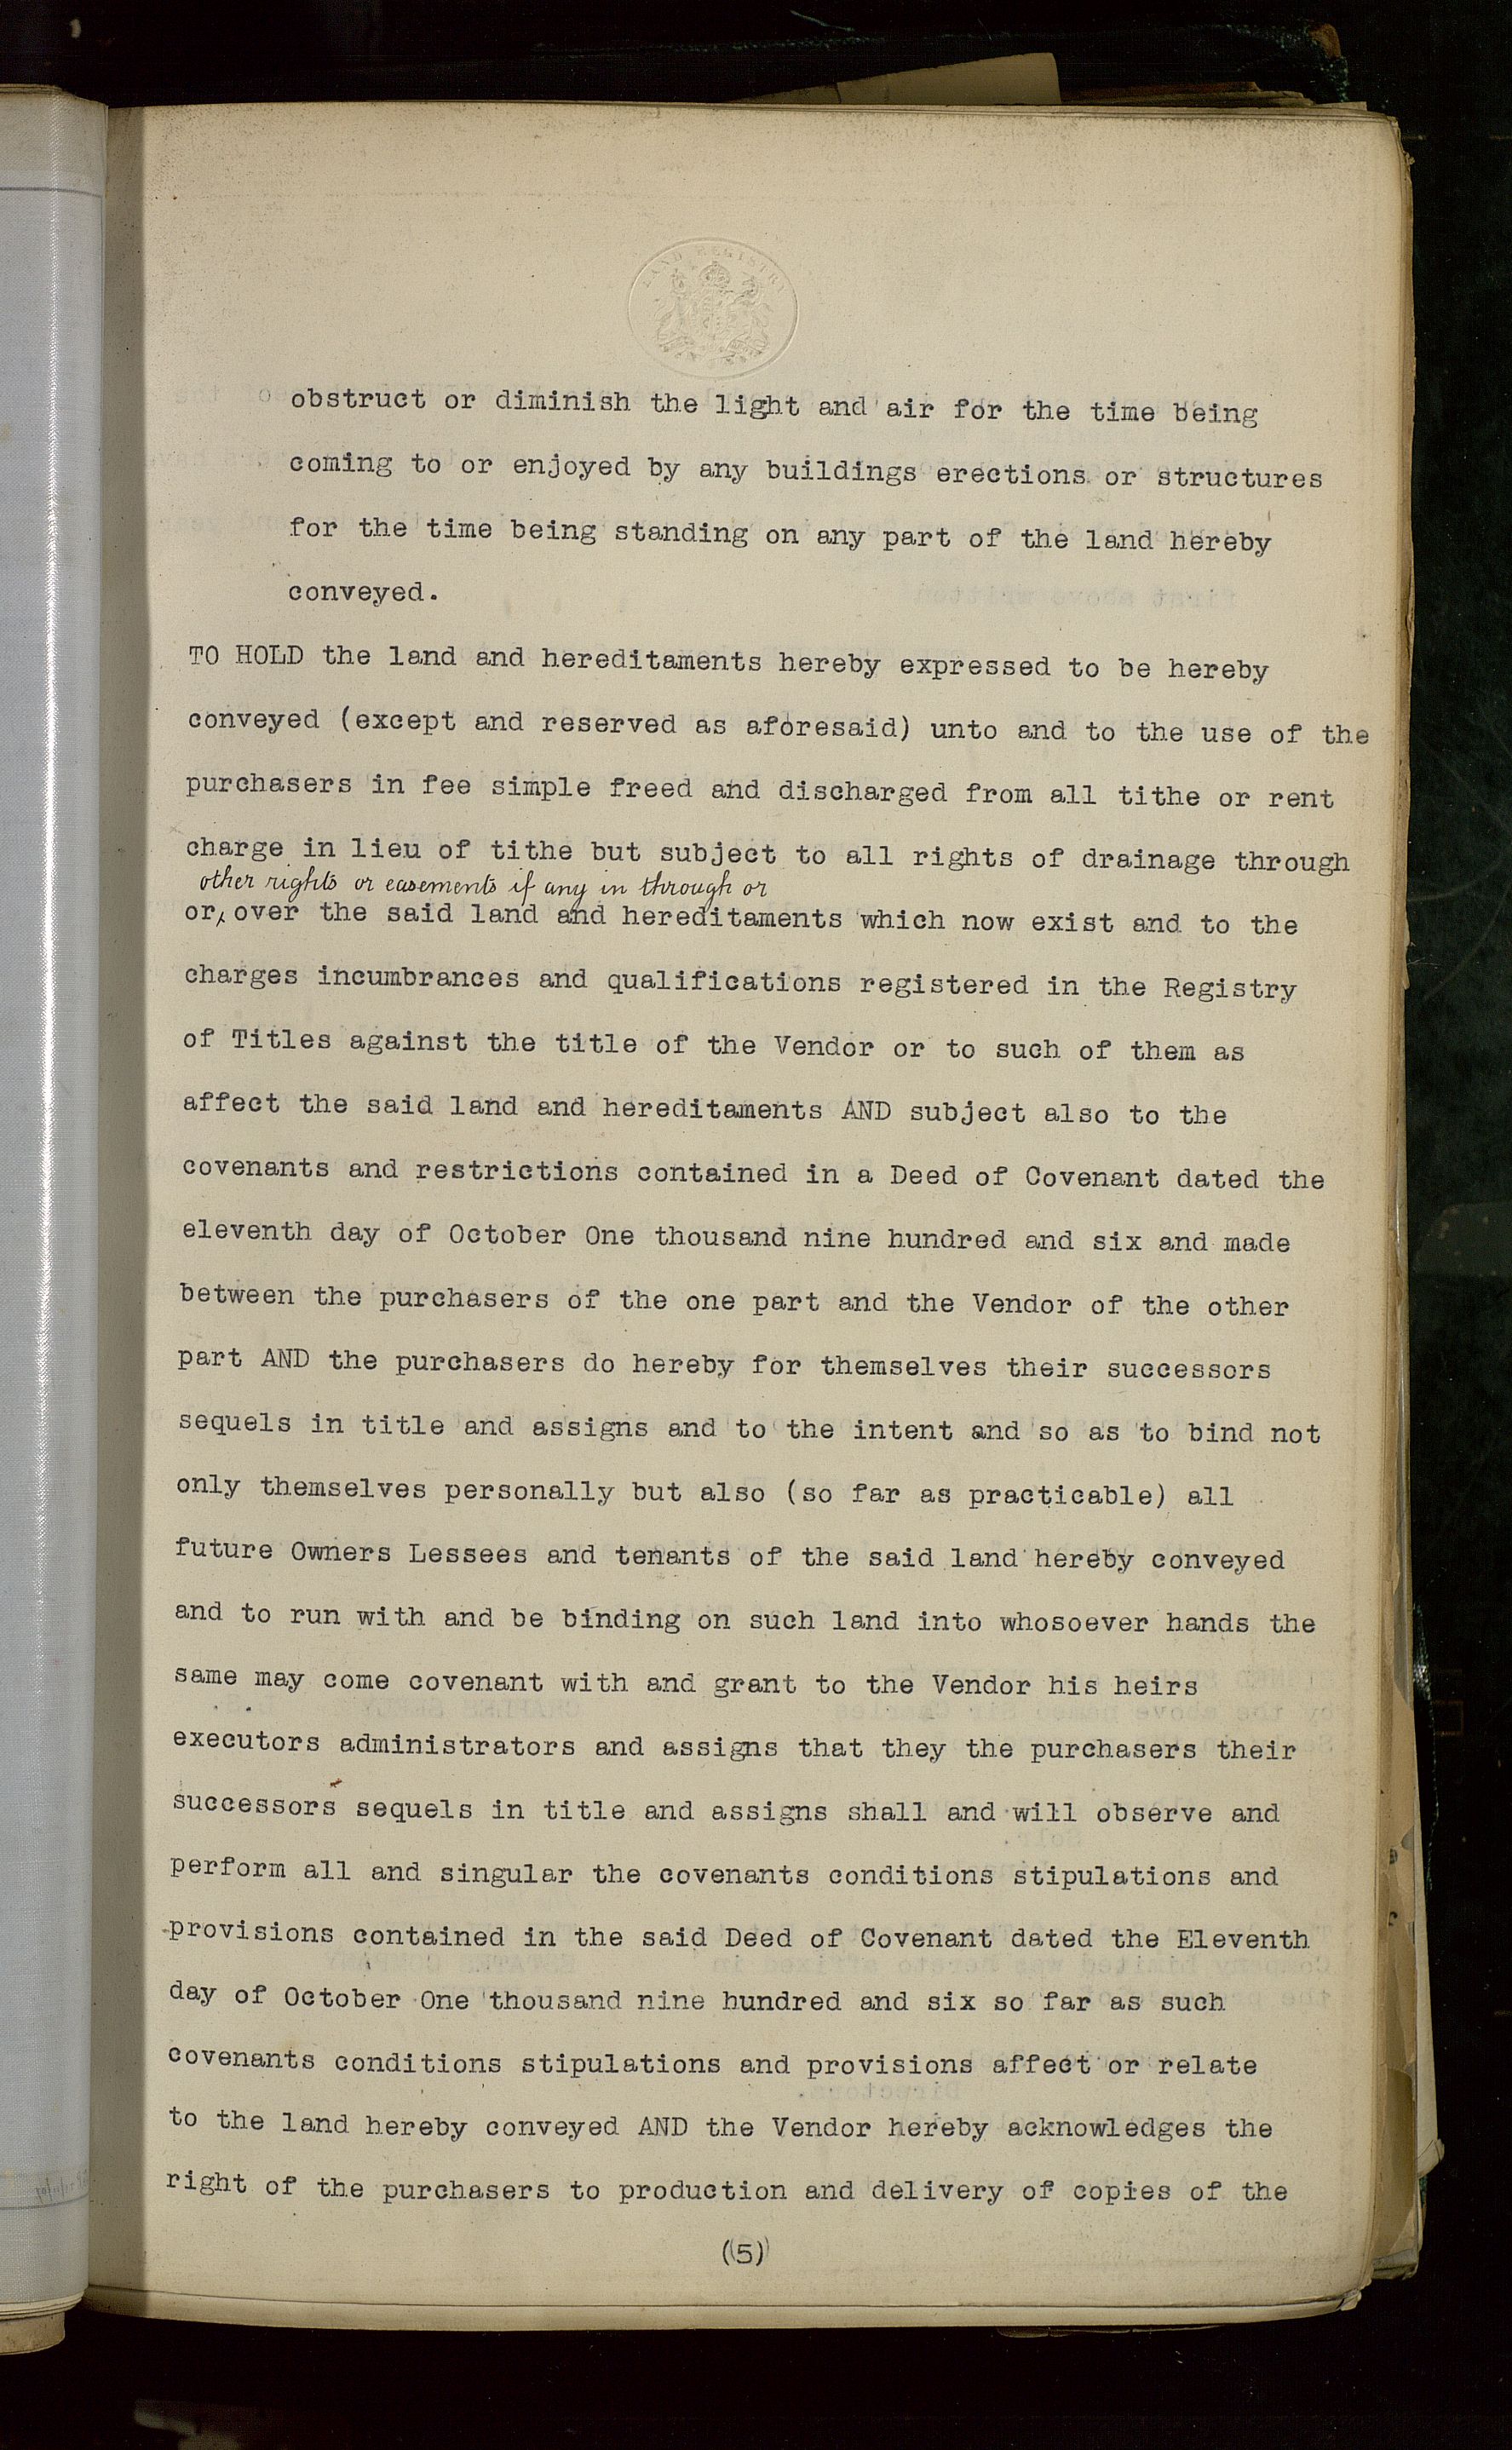 LAND REGISTRY
obstruct or diminish the light and air for the time being
coming to or enjoyed by any buildings erections or structures
for the time being standing on any part of the land hereby
conveyed.
TO HOLD the land and hereditaments hereby expressed to be hereby
conveyed (except and reserved as aforesaid) unto and to the use of the
purchasers in fee simple freed and discharged from all tithe or rent
charge in lieu of tithe but subject to all rights of drainage through
other rights or easements if any in through or
or, over the said land and hereditaments which now exist and to the
charges incumbrances and qualifications registered in the Registry
of Titles against the title of the Vendor or to such of them as
affect the said land and hereditaments AND subject also to the
covenants and restrictions contained in a Deed of Covenant dated the
eleventh day of October One thousand nine hundred and six and made
between the purchasers of the one part and the Vendor of the other
part AND the purchasers do hereby for themselves their successors
sequels in title and assigns and to the intent and so as to bind not
only themselves personally but also (so far as practicable) all
future Owners Lessees and tenants of the said land hereby conveyed
and to run with and be binding on such land into whosoever hands the
same may come covenant with and grant to the Vendor his heirs
executors administrators and assigns that they the purchasers their
successors sequels in title and assigns shall and will observe and
perform all and singular the covenants conditions stipulations and
provisions contained in the said Deed of Covenant dated the Eleventh
day of October One thousand nine hundred and six so far as such
covenants conditions stipulations and provisions affect or relate
to the land hereby conveyed AND the Vendor hereby acknowledges the
right of the purchasers to production and delivery of copies of the
(5)